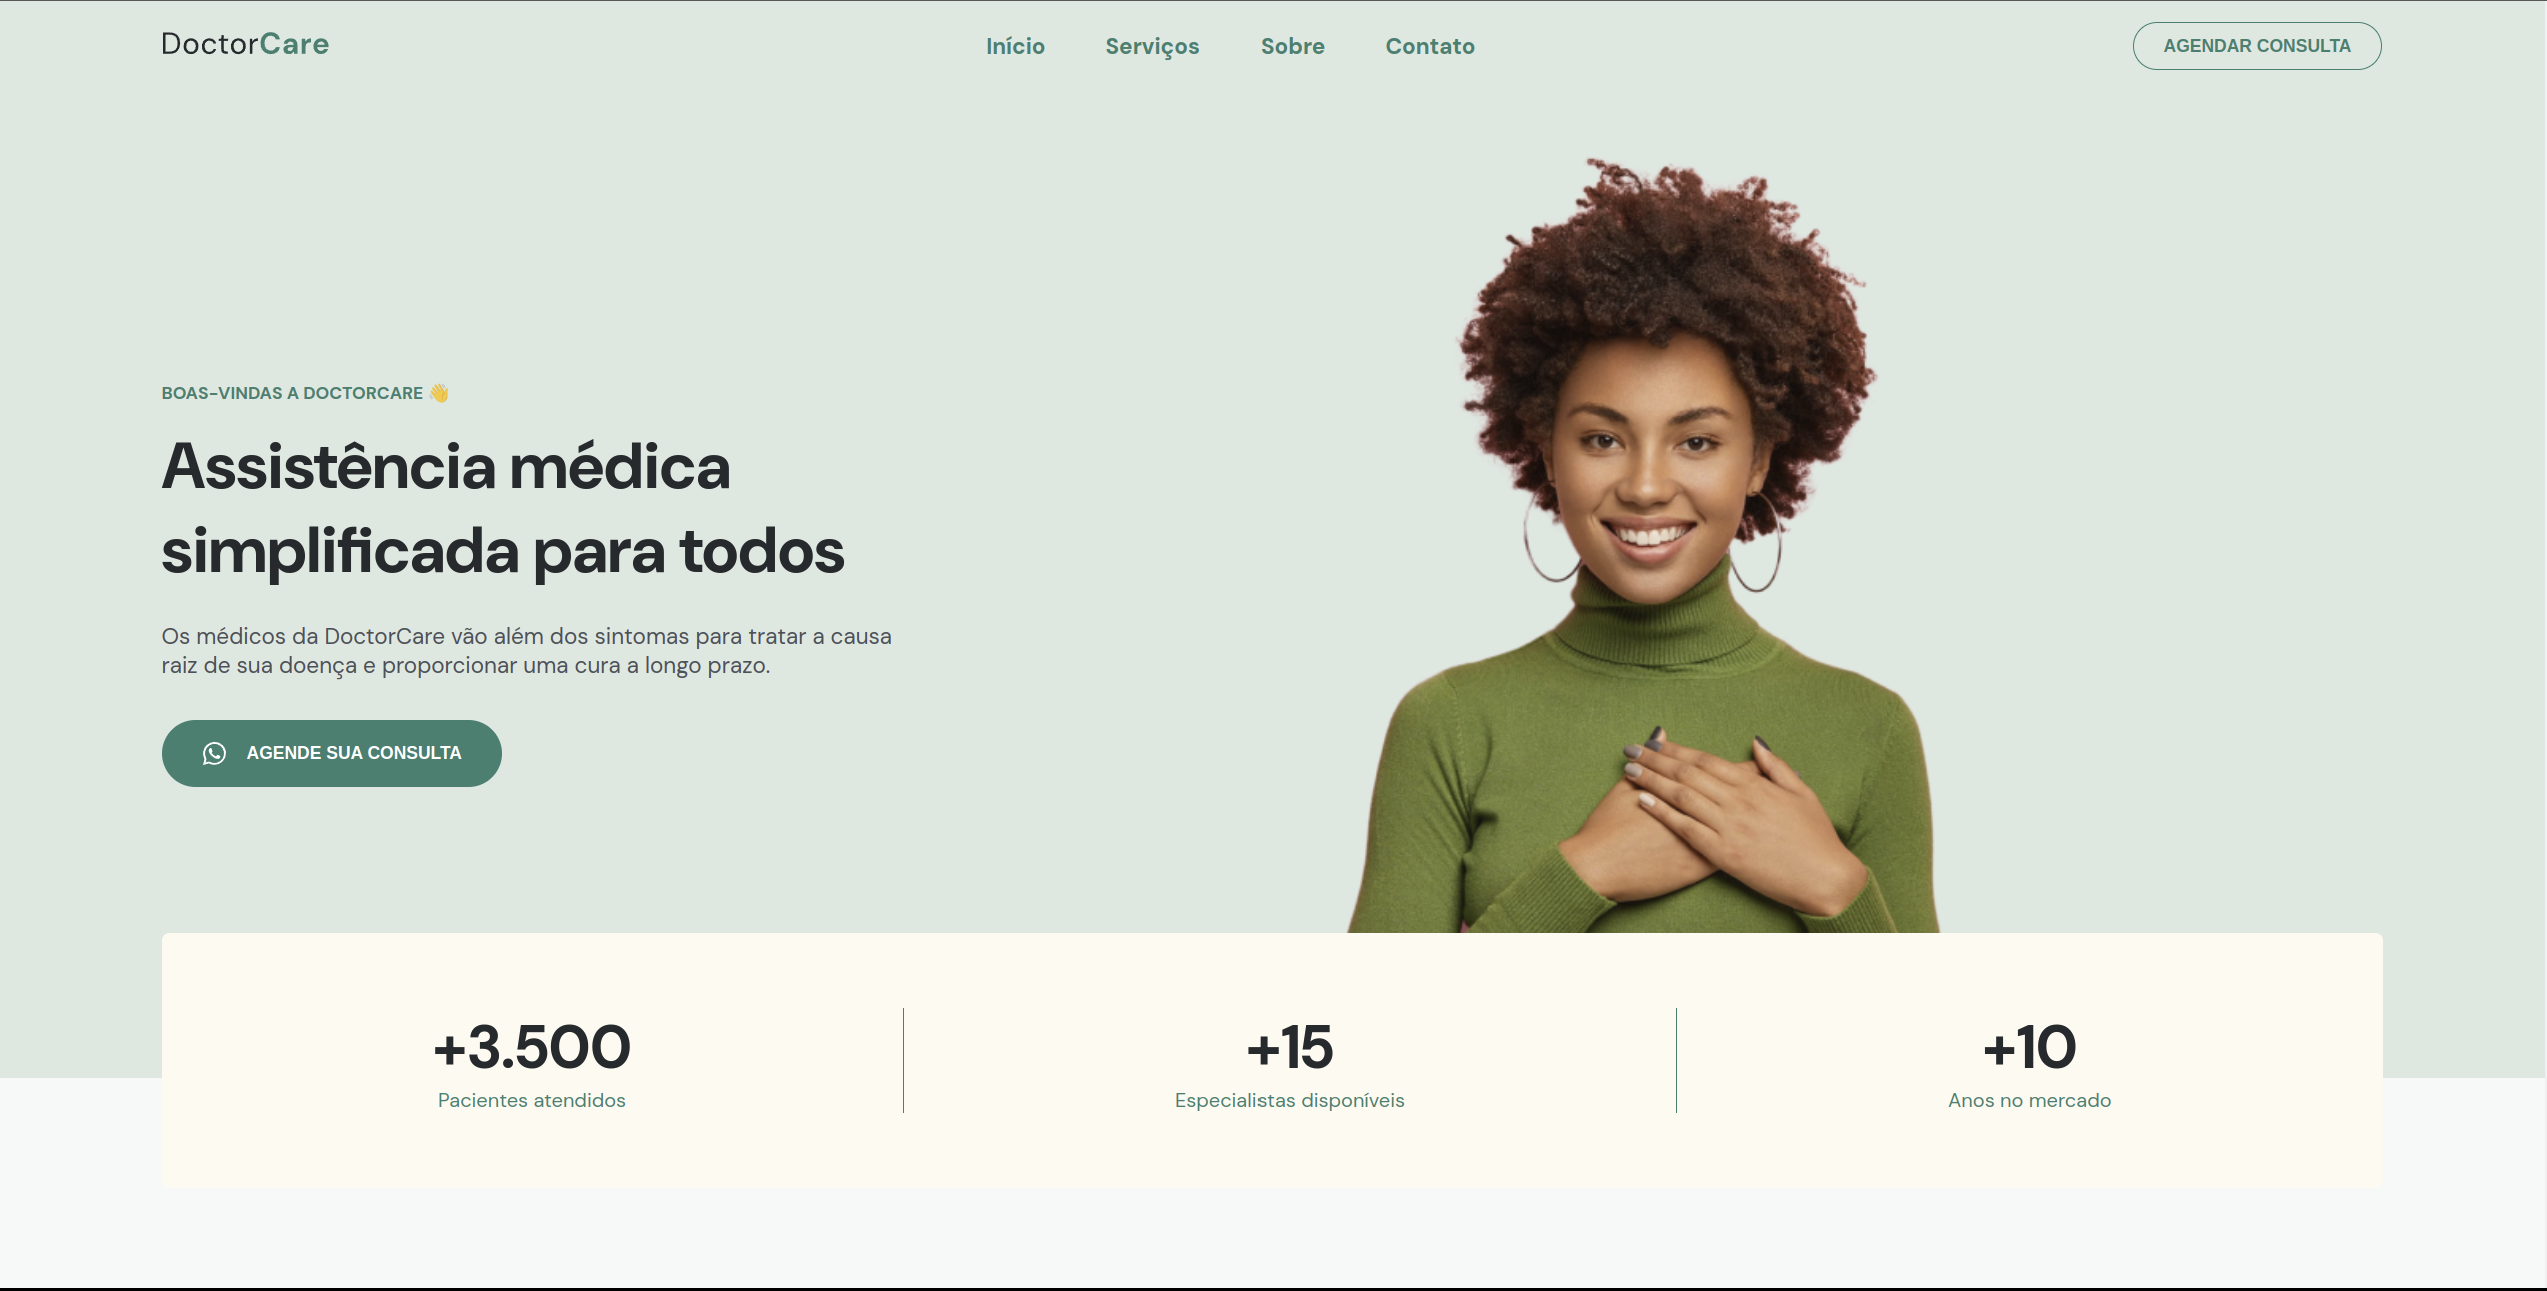 DoctorCare
Início Serviços Sobre Contato
AGENDAR CONSULTA
BOAS-VINDAS A DOCTORCARE 👋
Assistência médica
simplificada para todos
Os médicos da DoctorCare vão além dos sintomas para tratar a causa
raiz de sua doença e proporcionar uma cura a longo prazo.
AGENDE SUA CONSULTA
+3.500
Pacientes atendidos
+15
Especialistas disponíveis
+10
Anos no mercado